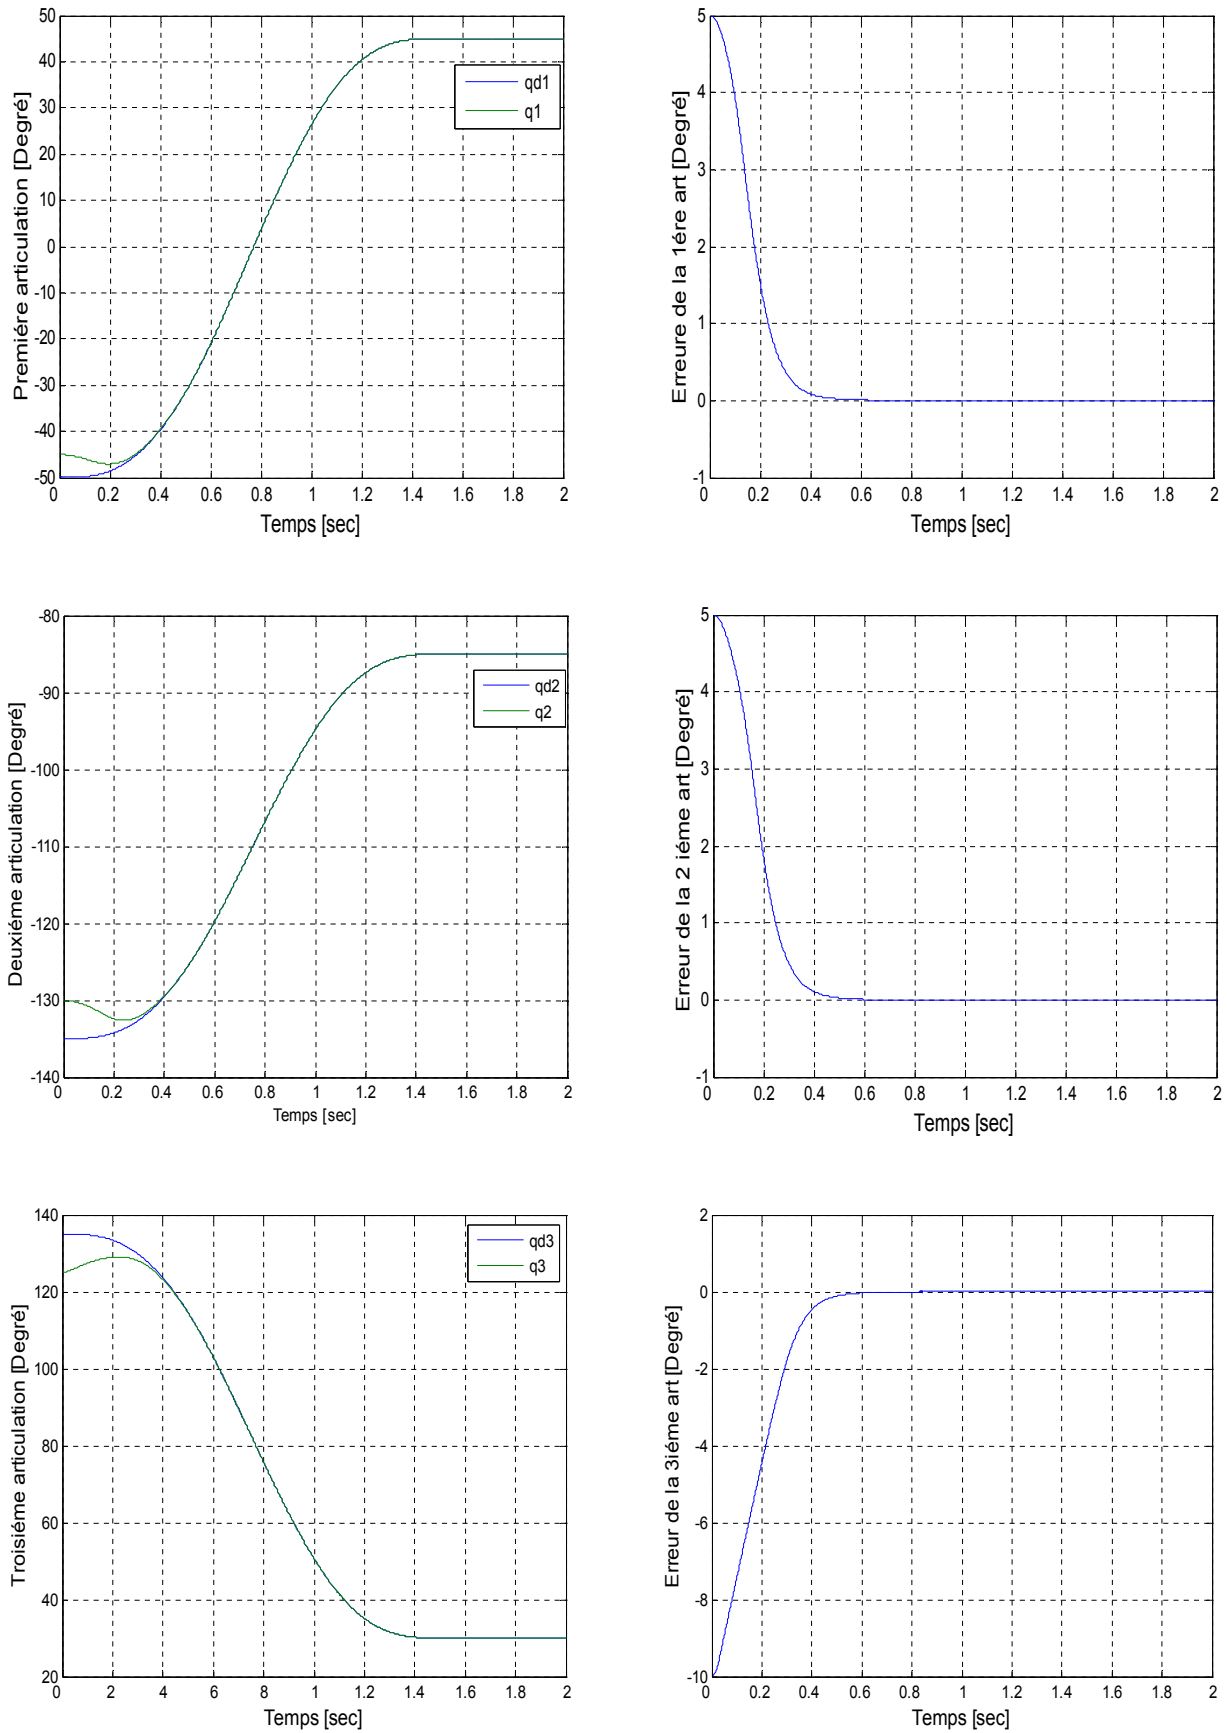 50
40
30
20
10
0
-10
-20
-30
-40
-50
Premiére articulation [Degré]
qd1
q1
0 0.2 0.4 0.6 0.8 1 1.2 1.4 1.6 1.8 2
Temps [sec]
5
4
3
2
1
0
-1
Erreure de la 1ére art [Degré]
0 0.2 0.4 0.6 0.8 1 1.2 1.4 1.6 1.8 2
Temps [sec]
-80
-90
-100
-110
-120
-130
-140
Deuxiéme articulation [Degré]
qd2
q2
0 0.2 0.4 0.6 0.8 1 1.2 1.4 1.6 1.8 2
Temps [sec]
5
4
3
2
1
0
-1
Erreur de la 2 iéme art [Degré]
0 0.2 0.4 0.6 0.8 1 1.2 1.4 1.6 1.8 2
Temps [sec]
140
120
100
80
60
40
20
Troisiéme articulation [Degré]
qd3
q3
0 2 4 6 8 1 1.2 1.4 1.6 1.8 2
Temps [sec]
2
0
-2
-4
-6
-8
-10
Erreur de la 3iéme art [Degré]
0 0.2 0.4 0.6 0.8 1 1.2 1.4 1.6 1.8 2
Temps [sec]